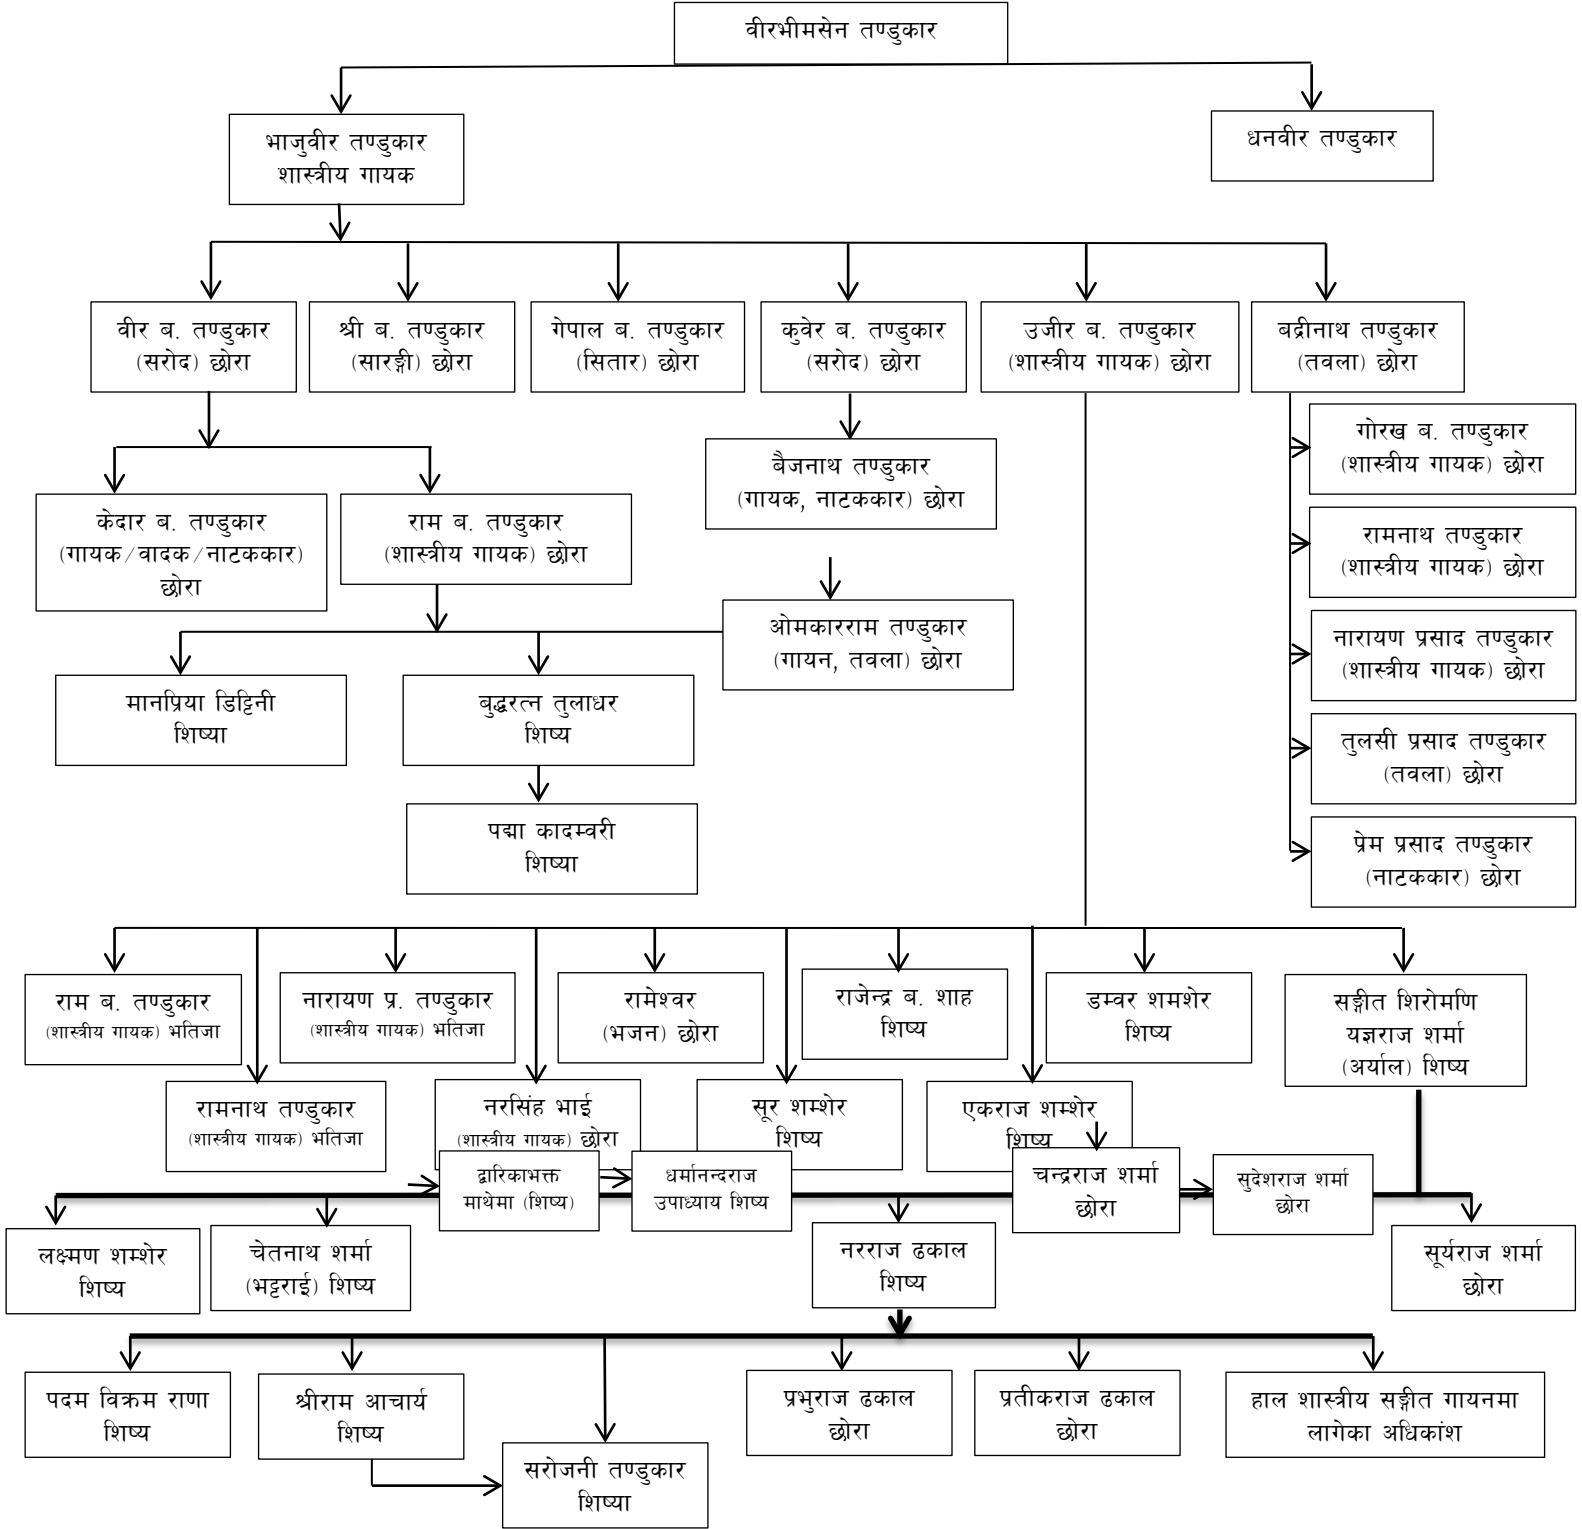 वीरभीमसेन तण्डुकार
भाजुवीर तण्डुकार
शास्त्रीय गायक
धनवीर तण्डुकार
वीर ब. तण्डुकार
(सरोद) छोरा
श्री ब. तण्डुकार
(सारङ्गी) छोरा
गेपाल ब. तण्डुकार
(सितार) छोरा
कुवेर ब. तण्डुकार
(सरोद) छोरा
उजीर ब. तण्डुकार
(शास्त्रीय गायक) छोरा
बद्रीनाथ तण्डुकार
(तवला) छोरा
गोरख ब. तण्डुकार
(शास्त्रीय गायक) छोरा
बैजनाथ तण्डुकार
(गायक, नाटककार) छोरा
केदार ब. तण्डुकार
(गायक/वादक/नाटककार)
छोरा
राम ब. तण्डुकार
(शास्त्रीय गायक) छोरा
रामनाथ तण्डुकार
(शास्त्रीय गायक) छोरा
ओमकारराम तण्डुकार
(गायन, तवला) छोरा
नारायण प्रसाद तण्डुकार
(शास्त्रीय गायक) छोरा
मानप्रिया डिट्टिनी
शिष्या
बुद्धरत्न तुलाधर
शिष्य
तुलसी प्रसाद तण्डुकार
(तवला) छोरा
पद्मा कादम्वरी
शिष्या
प्रेम प्रसाद तण्डुकार
(नाटककार) छोरा
राम ब. तण्डुकार
(शास्त्रीय गायक) भतिजा
नारायण प्र. तण्डुकार
(शास्त्रीय गायक) भतिजा
रामेश्वर
(भजन) छोरा
राजेन्द्र ब. शाह
शिष्य
डम्वर शमशेर
शिष्य
सङ्गीत शिरोमणि
यज्ञराज शर्मा
(अर्याल) शिष्य
रामनाथ तण्डुकार
(शास्त्रीय गायक) भतिजा
नरसिंह भाई
(शास्त्रीय गायक) छोरा
सूर शम्शेर
शिष्य
एकराज शम्शेर
शिष्य
द्वारिकाभक्त
माथेमा (शिष्य)
धर्मानन्दराज
उपाध्याय शिष्य
चन्द्रराज शर्मा
छोरा
सुदेशराज शर्मा
छोरा
लक्ष्मण शम्शेर
शिष्य
चेतनाथ शर्मा
(भट्टराई) शिष्य
नरराज ढकाल
शिष्य
सूर्यराज शर्मा
छोरा
पदम विक्रम राणा
शिष्य
श्रीराम आचार्य
शिष्य
सरोजनी तण्डुकार
शिष्या
प्रभुराज ढकाल
छोरा
प्रतीकराज ढकाल
छोरा
हाल शास्त्रीय सङ्गीत गायनमा
लागेका अधिकांश